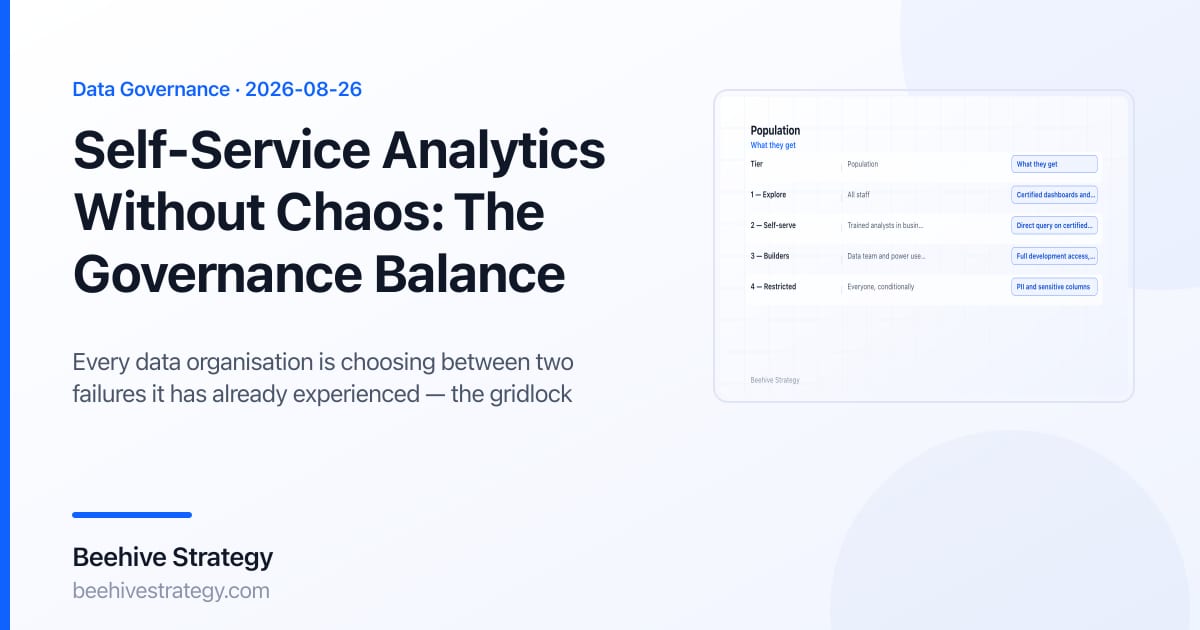 Data Governance · 2026-08-26
Self-Service Analytics
Without Chaos: The
Governance Balance
Every data organisation is choosing between two
failures it has already experienced — the gridlock
Beehive Strategy
beehivestrategy.com
Population
What they get
Tier Population What they get
1 — Explore All staff Certified dashboards and...
2 — Self-serve Trained analysts in busin... Direct query on certified...
3 — Builders Data team and power use... Full development access,...
4 — Restricted Everyone, conditionally PII and sensitive columns
Beehive Strategy